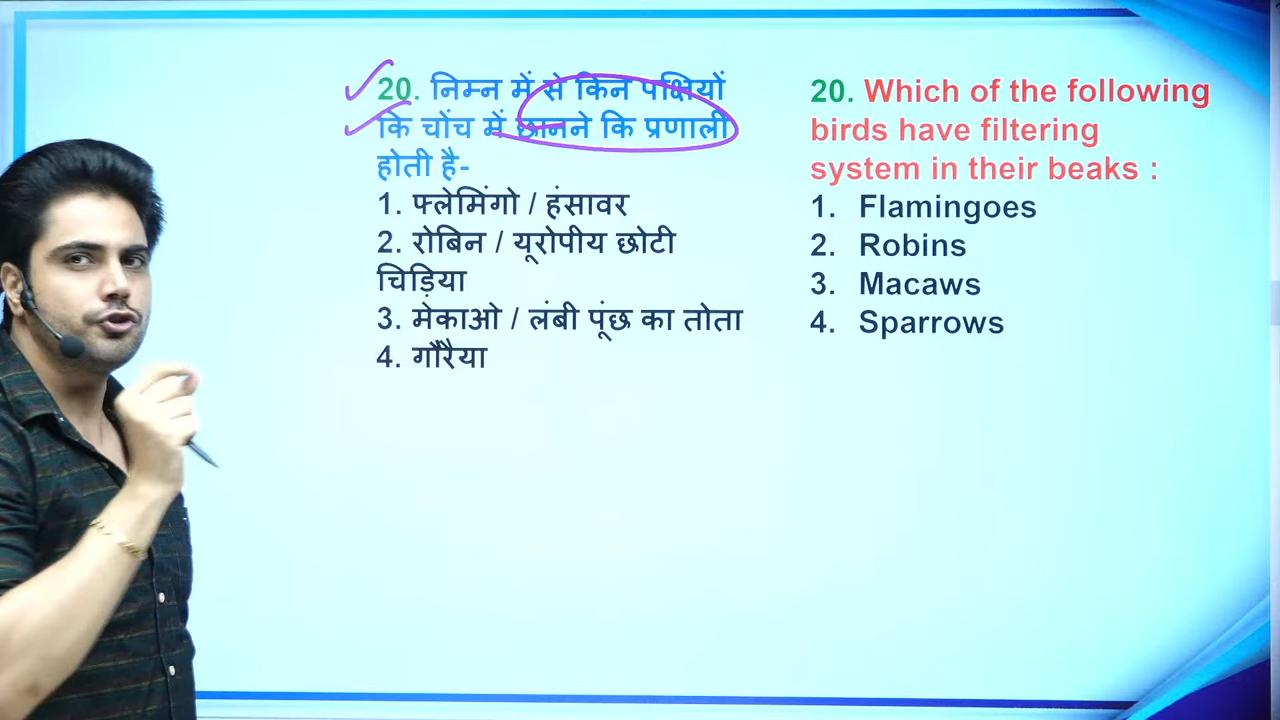 20. निम्न में से किन पक्षियों
कि चोंच में छानने कि प्रणाली
होती है-
1. फ्लेमिंगो / हंसावर
2. रोबिन / यूरोपीय छोटी
चिड़िया
3. मेकाओ / लंबी पूंछ का तोता
4. गौरैया
20. Which of the following
birds have filtering
system in their beaks :
1. Flamingoes
2. Robins
3. Macaws
4. Sparrows